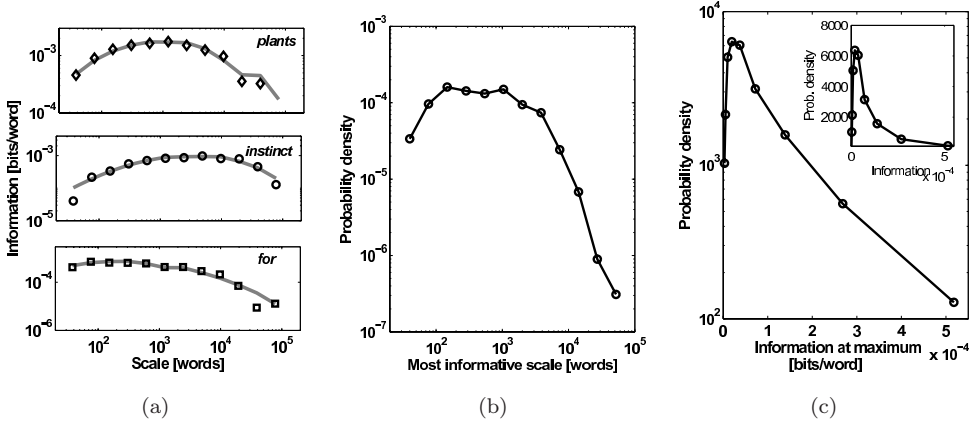 plants
10^-3
10^-4
instinct
10^-3
10^-5
for
10^-4
10^-6
Information [bits/word]
10^2 10^3 10^4 10^5
Scale [words]
(a)
10^-3
10^-4
10^-5
10^-6
10^-7
Probability density
10^1 10^2 10^3 10^4 10^5
Most informative scale [words]
(b)
10^4
10^3
10^2
Probability density
8000
6000
4000
2000
Prob. density
0 5
Information x 10^-4
0 1 2 3 4 5
Information at maximum x 10^-4
[bits/word]
(c)